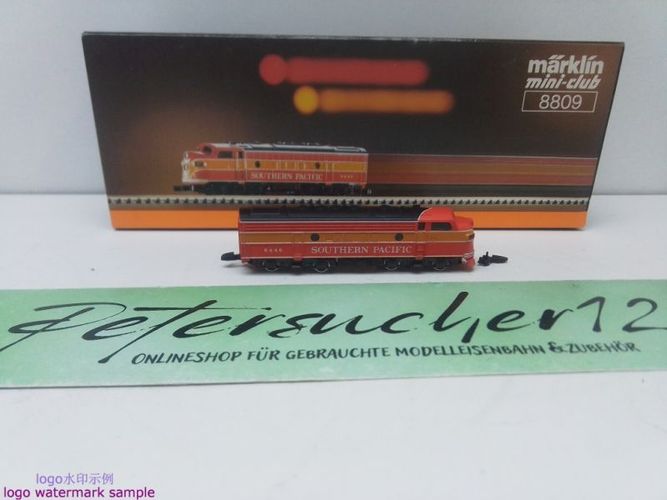 märklin
mini-club
8809
SOUTHERN PACIFIC
SOUTHERN PACIFIC
Petersucher12
ONLINESHOP FÜR GEBRAUCHTE MODELLEISENBAHN & ZUBEHÖR
logo水印示例
logo watermark sample